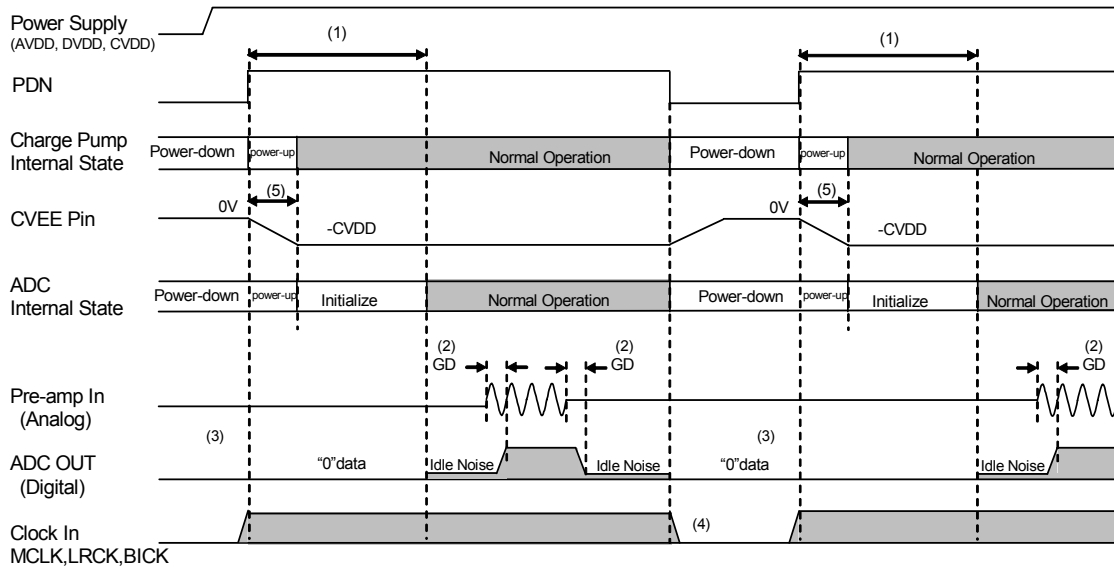 Power Supply
(AVDD, DVDD, CVDD)
(1)
(1)
PDN
Charge Pump
Internal State
Power-down
power-up
Normal Operation
Power-down
power-up
Normal Operation
CVEE Pin
0V
(5)
-CVDD
0V
(5)
-CVDD
ADC
Internal State
Power-down
power-up
Initialize
Normal Operation
Power-down
power-up
Initialize
Normal Operation
(2)
GD
(2)
GD
(2)
GD
Pre-amp In
(Analog)
(3)
(3)
ADC OUT
(Digital)
“0”data
Idle Noise
Idle Noise
“0”data
Idle Noise
Clock In
MCLK,LRCK,BICK
(4)